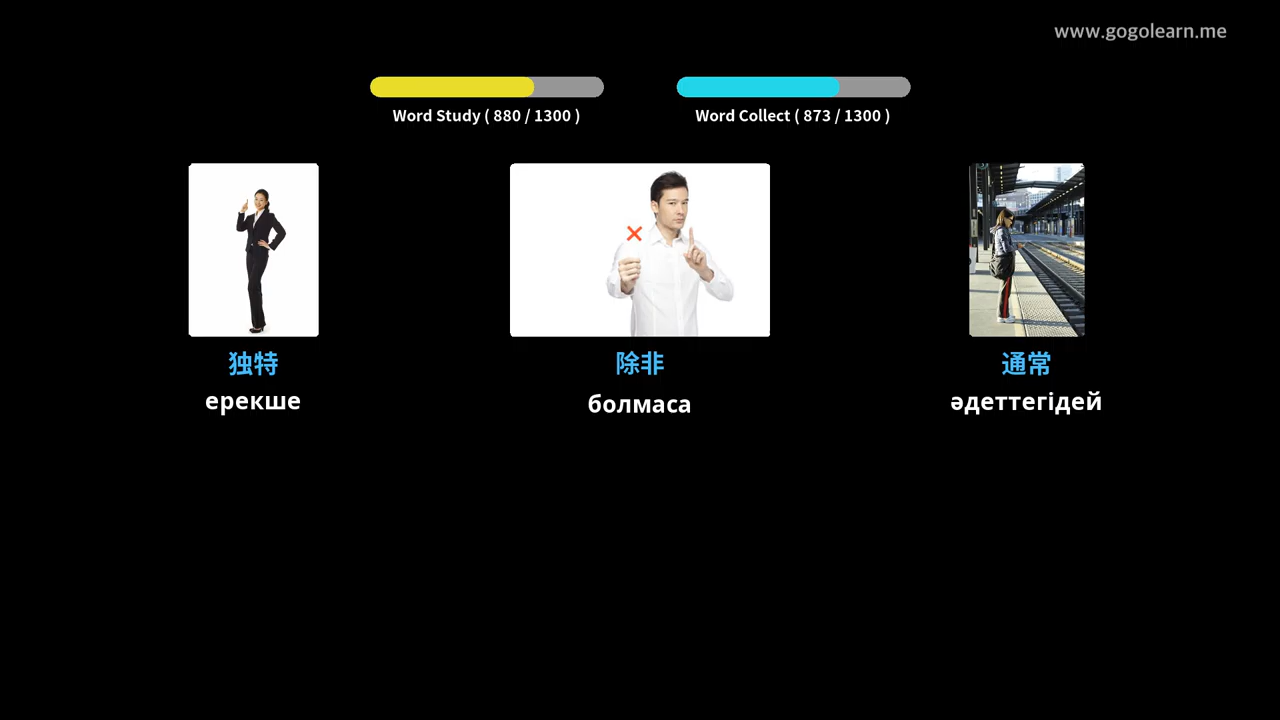 www.gogolearn.me
Word Study ( 880 / 1300 )
Word Collect ( 873 / 1300 )
独特
除非
通常
ерекше
болмаса
әдеттегідей